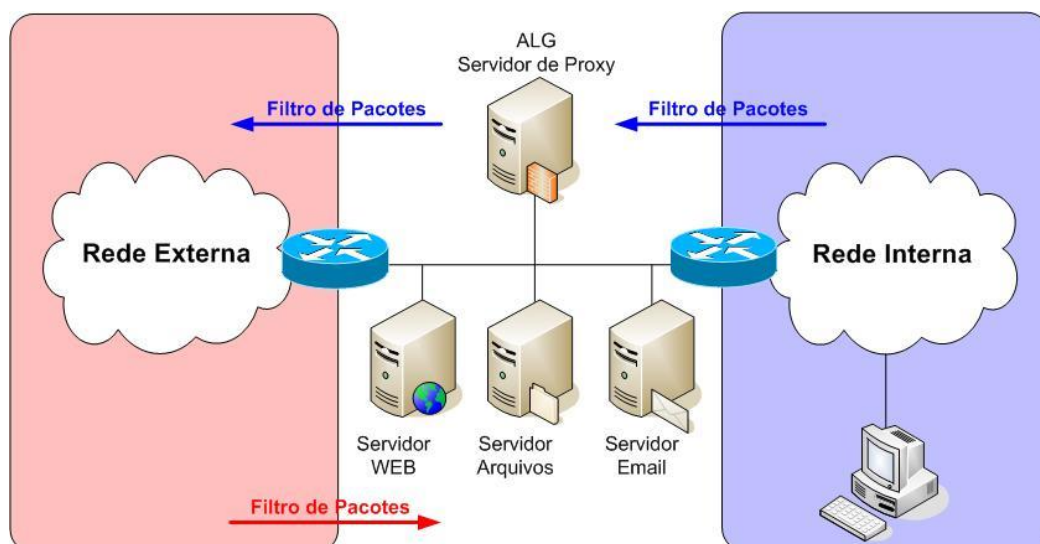 ALG
Servidor de Proxy
Filtro de Pacotes
Filtro de Pacotes
Rede Externa
Rede Interna
Servidor
WEB
Servidor
Arquivos
Servidor
Email
Filtro de Pacotes